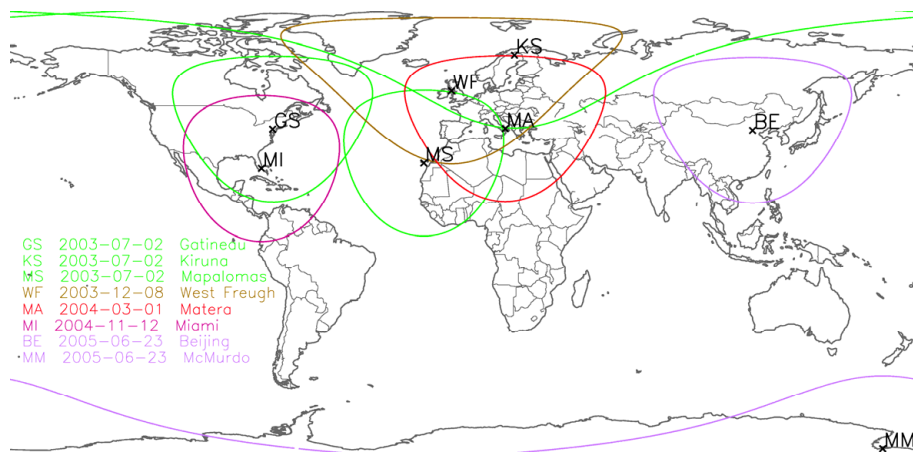 KS
WF
GS
MA
BE
MI
MS
GS 2003-07-02 Gatineau
KS 2003-07-02 Kiruna
MS 2003-07-02 Mapalomas
WF 2003-12-08 West Freugh
MA 2004-03-01 Matera
MI 2004-11-12 Miami
BE 2005-06-23 Beijing
MM 2005-06-23 McMurdo
MM